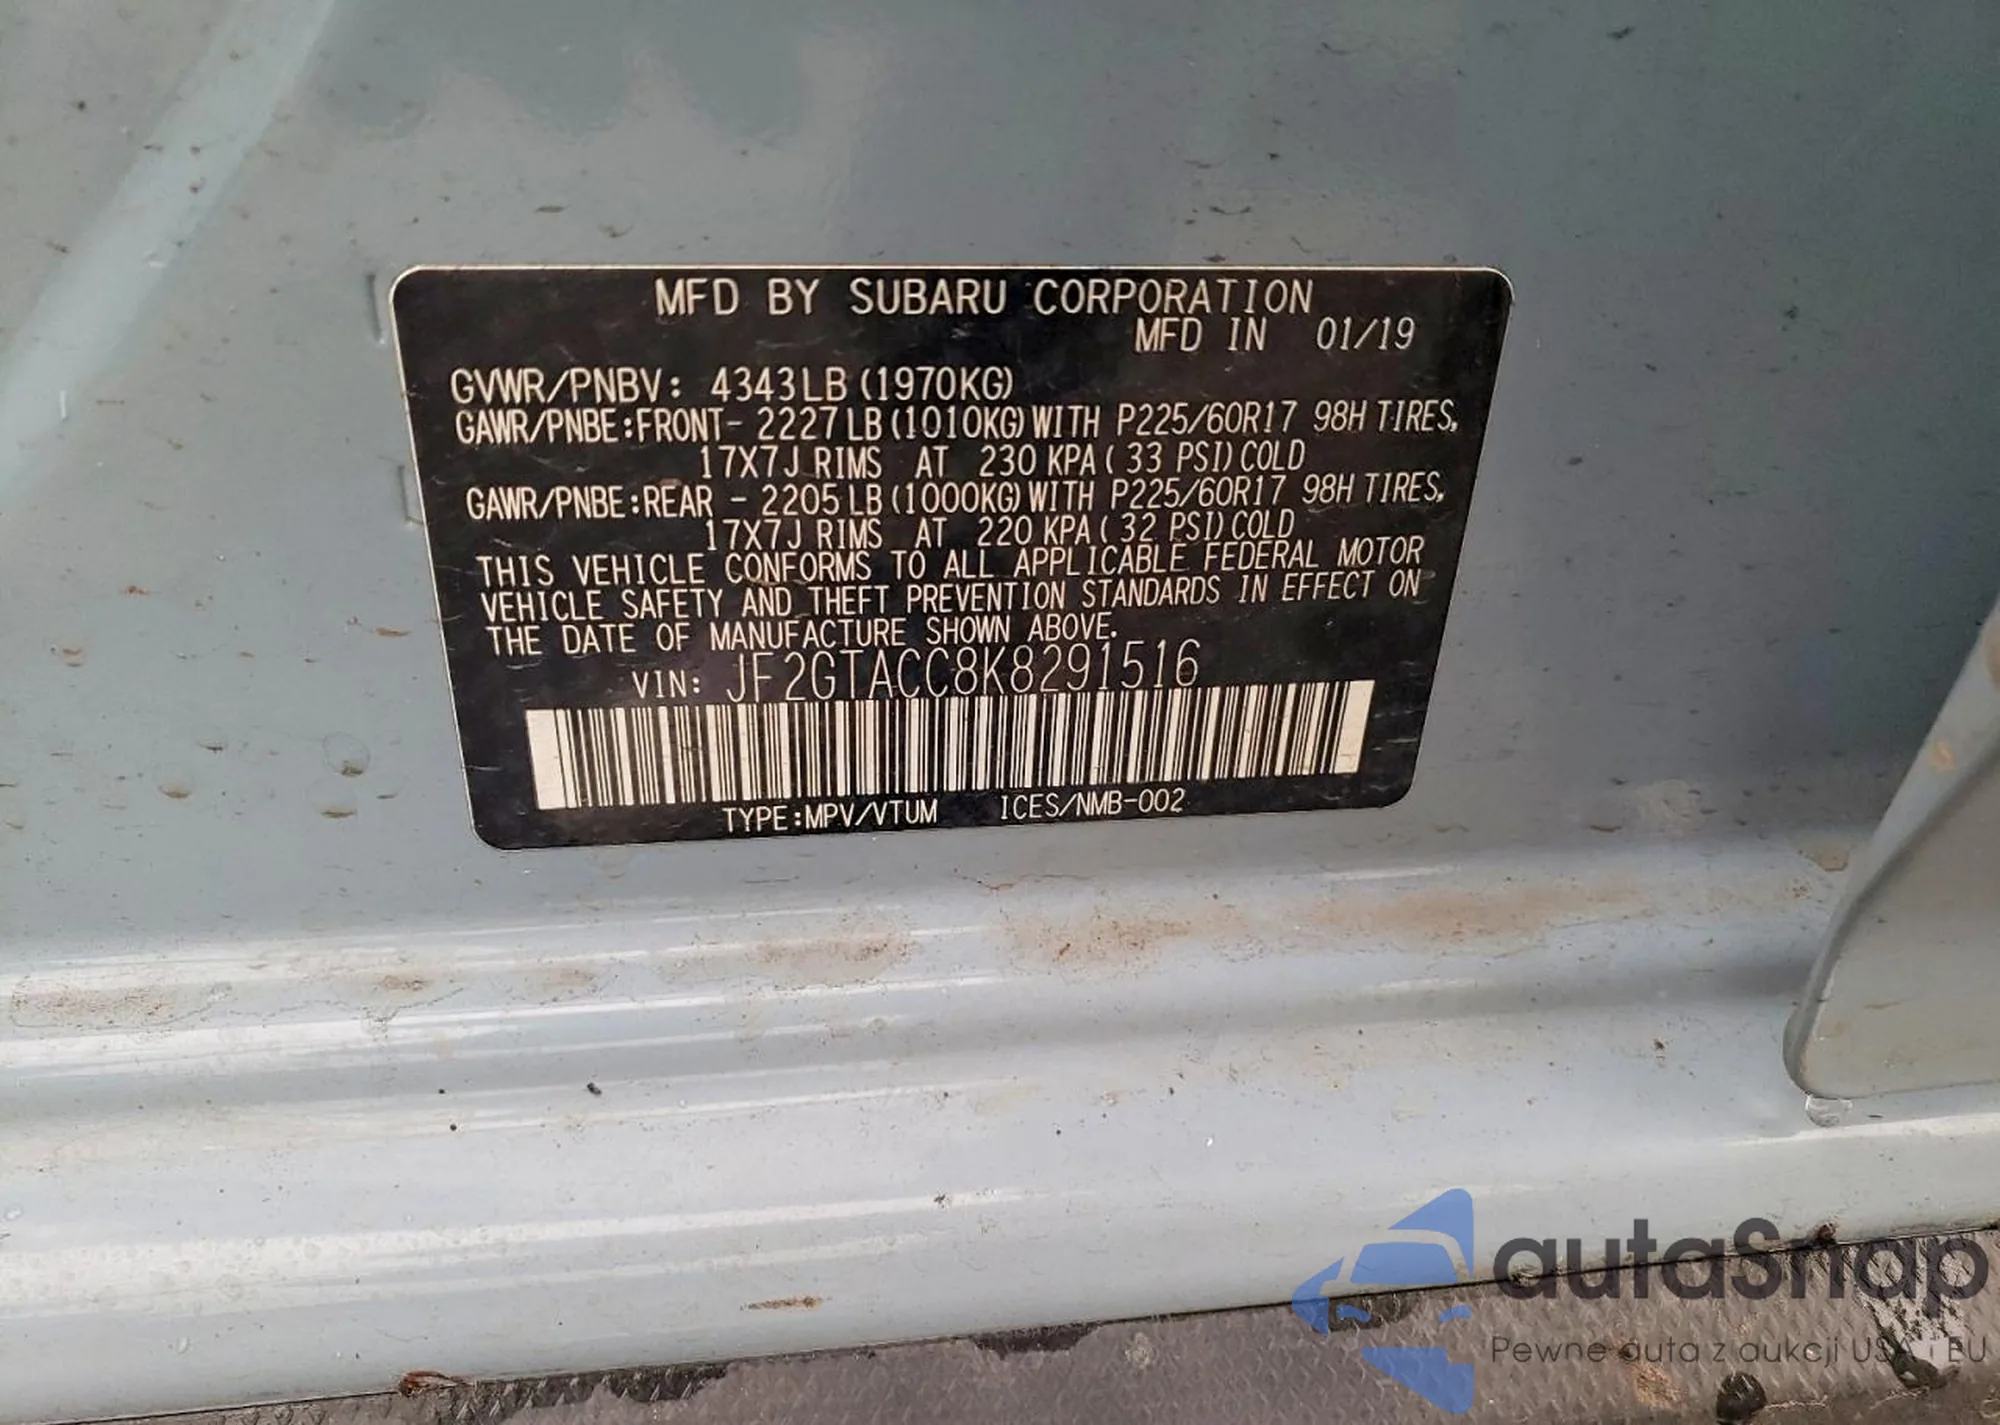 MFD BY SUBARU CORPORATION
MFD IN 01/19
GVWR/PNBV: 4343LB (1970KG)
GAWR/PNBE:FRONT- 2227LB (1010KG) WITH P225/60R17 98H TIRES,
17X7J RIMS AT 230 KPA ( 33 PSI) COLD
GAWR/PNBE:REAR - 2205LB (1000KG) WITH P225/60R17 98H TIRES,
17X7J RIMS AT 220 KPA ( 32 PSI) COLD
THIS VEHICLE CONFORMS TO ALL APPLICABLE FEDERAL MOTOR
VEHICLE SAFETY AND THEFT PREVENTION STANDARDS IN EFFECT ON
THE DATE OF MANUFACTURE SHOWN ABOVE.
VIN: JF2GTACC8K8291516
TYPE:MPV/VTUM ICES/NMB-002
autaSnap
Pewne auta z aukcji USA i EU